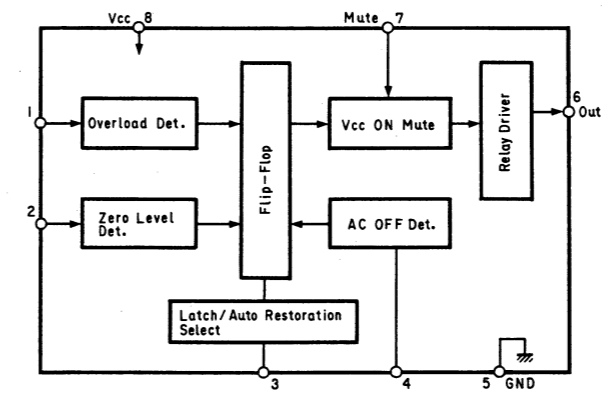 Vcc 8
Mute 7
1
Overload Det.
Flip-Flop
Vcc ON Mute
Relay Driver
6
Out
2
Zero Level
Det.
AC OFF Det.
Latch/Auto Restoration
Select
3
4
5 GND